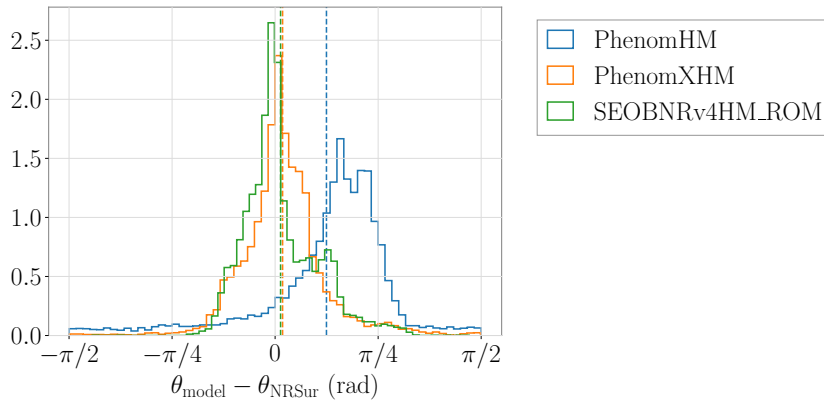 2.5
2.0
1.5
1.0
0.5
0.0
−π/2
−π/4
0
π/4
π/2
θmodel − θNRSur (rad)
PhenomHM
PhenomXHM
SEOBNRv4HM_ROM